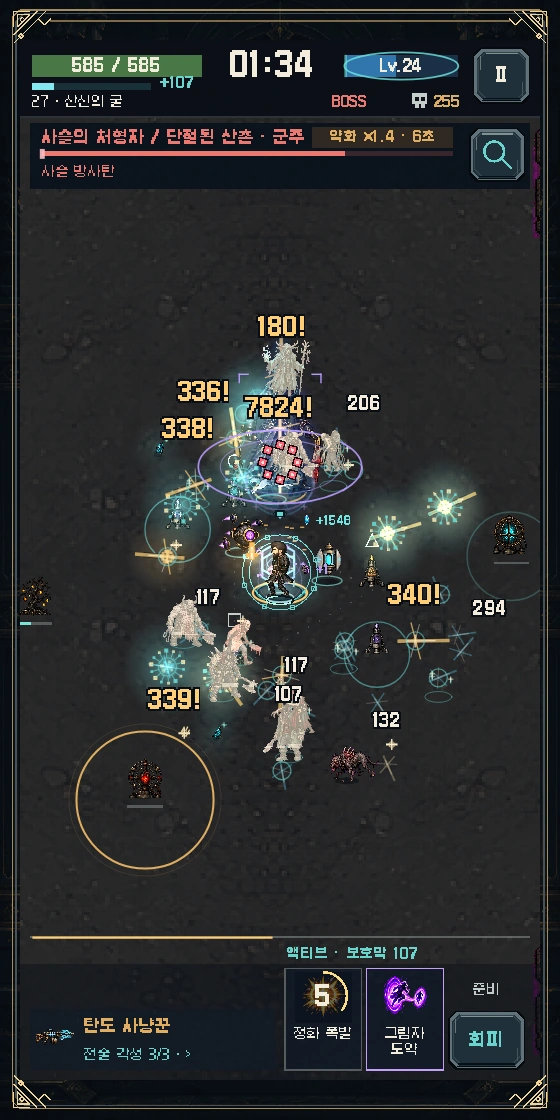 585 / 585
+107
01:34
Lv.24
II
27 · 산신의 굴
BOSS
255
사슬의 처형자 / 단절된 산촌 · 군주
악화 ×1.4 · 6초
사슬 방사탄
180!
336!
7824!
206
338!
+1548
117
340!
294
117
339!
107
132
액티브 · 보호막 107
5
정화 폭발
그림자
도약
준비
회피
탄도 사냥꾼
전술 각성 3/3 · >